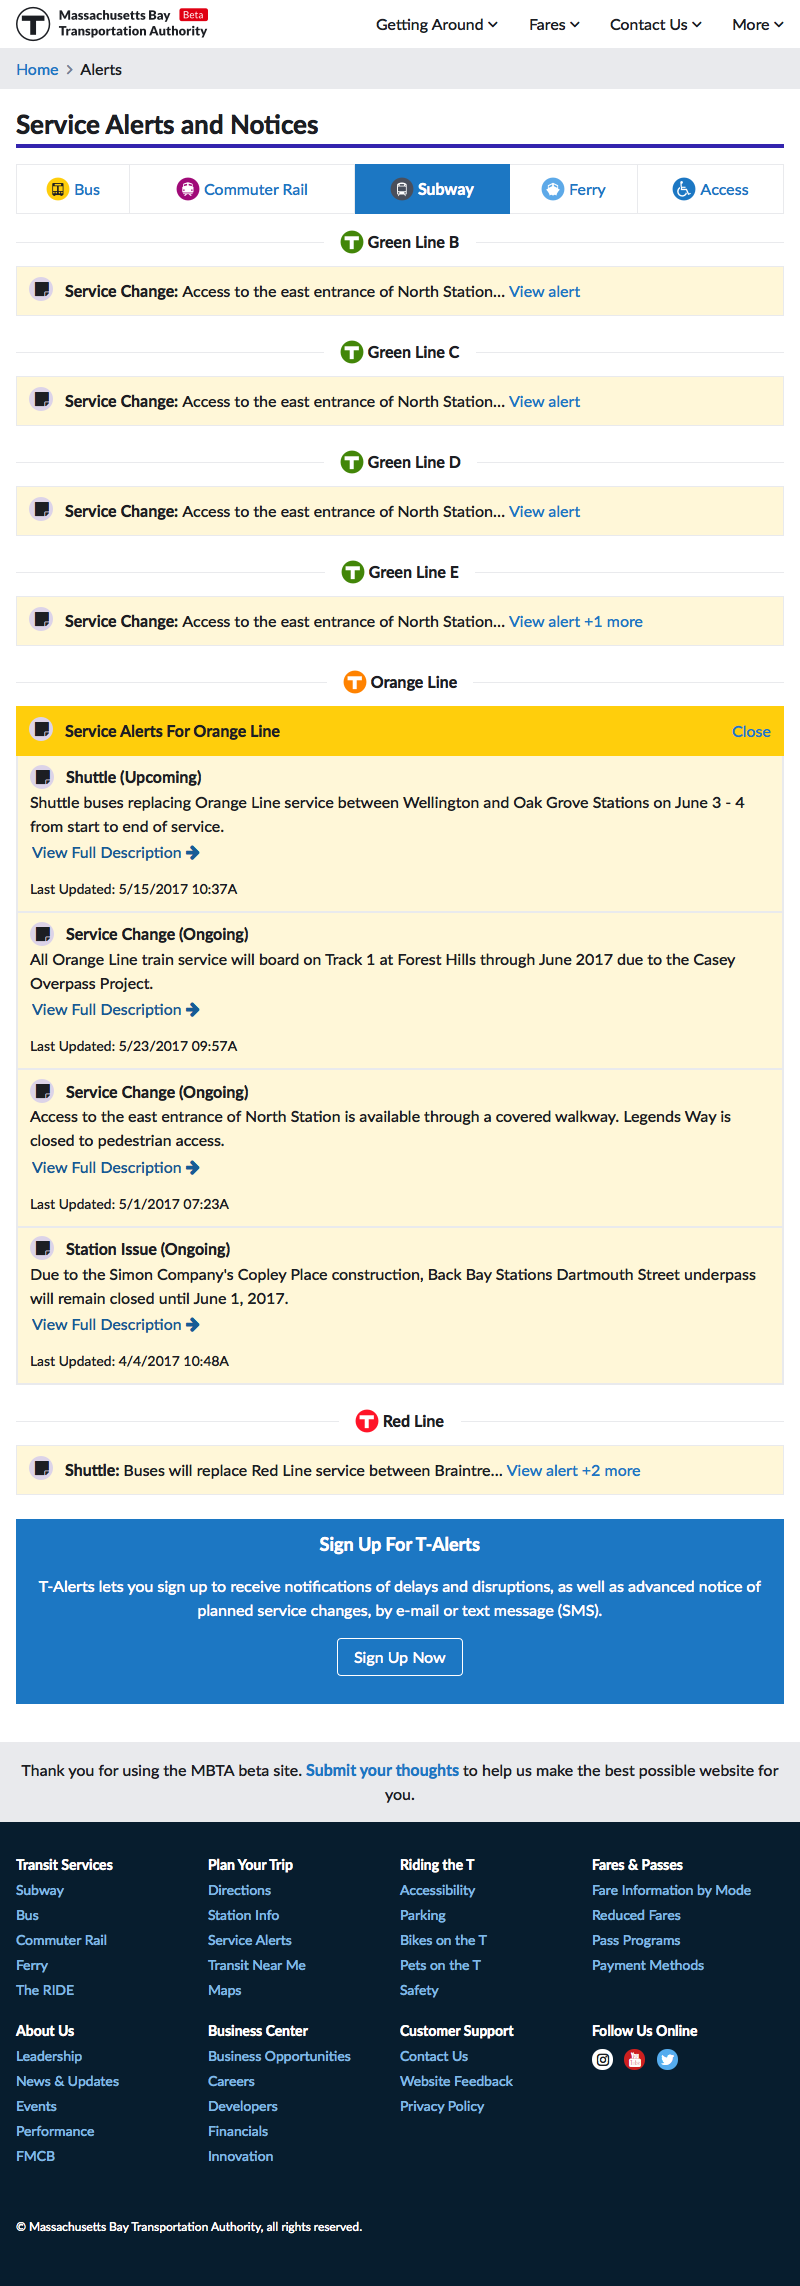 Massachusetts Bay Beta
Transportation Authority
Getting Around Fares Contact Us More
Home > Alerts
Service Alerts and Notices
Bus Commuter Rail Subway Ferry Access
T Green Line B
Service Change: Access to the east entrance of North Station... View alert
T Green Line C
Service Change: Access to the east entrance of North Station... View alert
T Green Line D
Service Change: Access to the east entrance of North Station... View alert
T Green Line E
Service Change: Access to the east entrance of North Station... View alert +1 more
T Orange Line
Service Alerts For Orange Line Close
Shuttle (Upcoming)
Shuttle buses replacing Orange Line service between Wellington and Oak Grove Stations on June 3 - 4
from start to end of service.
View Full Description
Last Updated: 5/15/2017 10:37A
Service Change (Ongoing)
All Orange Line train service will board on Track 1 at Forest Hills through June 2017 due to the Casey
Overpass Project.
View Full Description
Last Updated: 5/23/2017 09:57A
Service Change (Ongoing)
Access to the east entrance of North Station is available through a covered walkway. Legends Way is
closed to pedestrian access.
View Full Description
Last Updated: 5/1/2017 07:23A
Station Issue (Ongoing)
Due to the Simon Company's Copley Place construction, Back Bay Stations Dartmouth Street underpass
will remain closed until June 1, 2017.
View Full Description
Last Updated: 4/4/2017 10:48A
T Red Line
Shuttle: Buses will replace Red Line service between Braintre... View alert +2 more
Sign Up For T-Alerts
T-Alerts lets you sign up to receive notifications of delays and disruptions, as well as advanced notice of
planned service changes, by e-mail or text message (SMS).
Sign Up Now
Thank you for using the MBTA beta site. Submit your thoughts to help us make the best possible website for
you.
Transit Services
Subway
Bus
Commuter Rail
Ferry
The RIDE
Plan Your Trip
Directions
Station Info
Service Alerts
Transit Near Me
Maps
Riding the T
Accessibility
Parking
Bikes on the T
Pets on the T
Safety
Fares & Passes
Fare Information by Mode
Reduced Fares
Pass Programs
Payment Methods
About Us
Leadership
News & Updates
Events
Performance
FMCB
Business Center
Business Opportunities
Careers
Developers
Financials
Innovation
Customer Support
Contact Us
Website Feedback
Privacy Policy
Follow Us Online
© Massachusetts Bay Transportation Authority, all rights reserved.